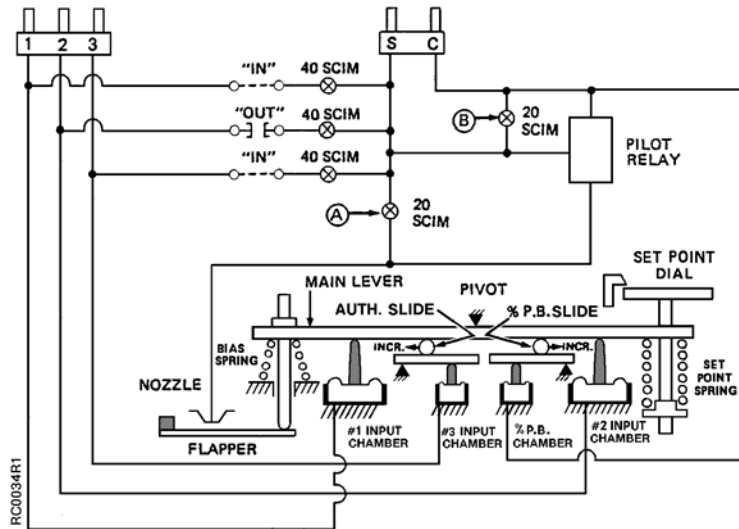 1 2 3
S C
"IN" 40 SCIM
"OUT" 40 SCIM
B
20
SCIM
PILOT
RELAY
"IN" 40 SCIM
A
20
SCIM
SET POINT
DIAL
MAIN LEVER
PIVOT
AUTH. SLIDE
% P.B. SLIDE
BIAS
SPRING
INCR.
INCR.
SET
POINT
SPRING
NOZZLE
FLAPPER
#1 INPUT
CHAMBER
#3 INPUT
CHAMBER
% P.B.
CHAMBER
#2 INPUT
CHAMBER
RC0034R1